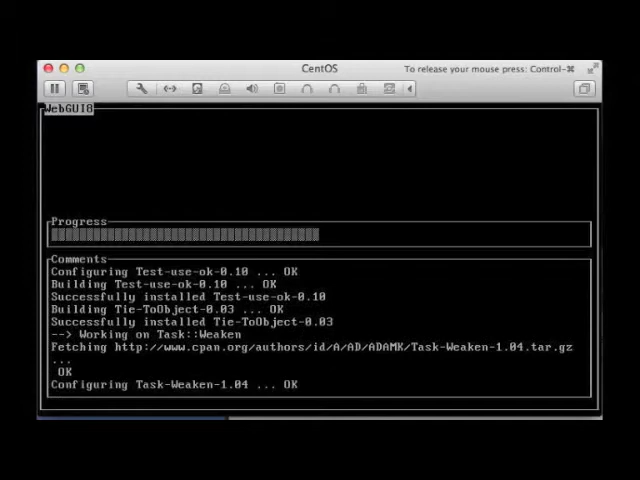 CentOS
To release your mouse press: Control-⌘
WebGUI8
Progress
Comments
Configuring Test-use-ok-0.10 ... OK
Building Test-use-ok-0.10 ... OK
Successfully installed Test-use-ok-0.10
Building Tie-ToObject-0.03 ... OK
Successfully installed Tie-ToObject-0.03
--> Working on Task::Weaken
Fetching http://www.cpan.org/authors/id/A/AD/ADAMK/Task-Weaken-1.04.tar.gz
...
OK
Configuring Task-Weaken-1.04 ... OK